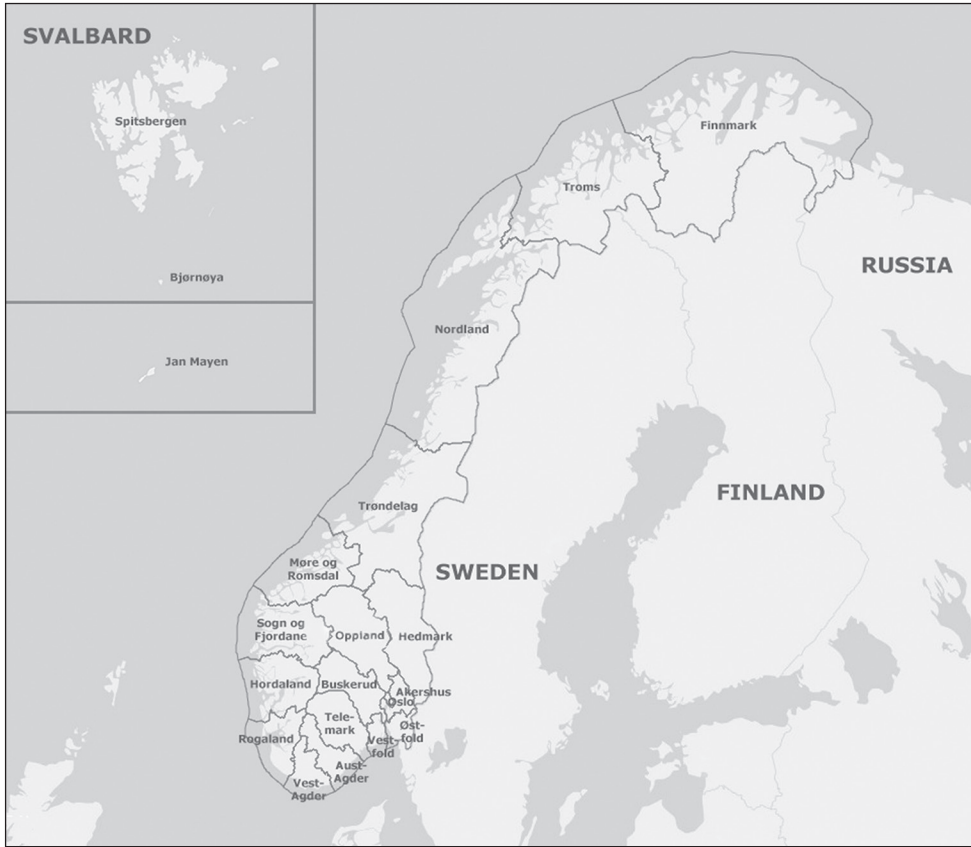 SVALBARD
Spitsbergen
Bjørnøya
Jan Mayen
Finnmark
Troms
RUSSIA
Nordland
FINLAND
Trøndelag
SWEDEN
Møre og
Romsdal
Sogn og
Fjordane
Oppland
Hedmark
Hordaland
Buskerud
Akershus
Oslo
Tele-
mark
Øst-
fold
Rogaland
Vest-
fold
Aust-
Agder
Vest-
Agder